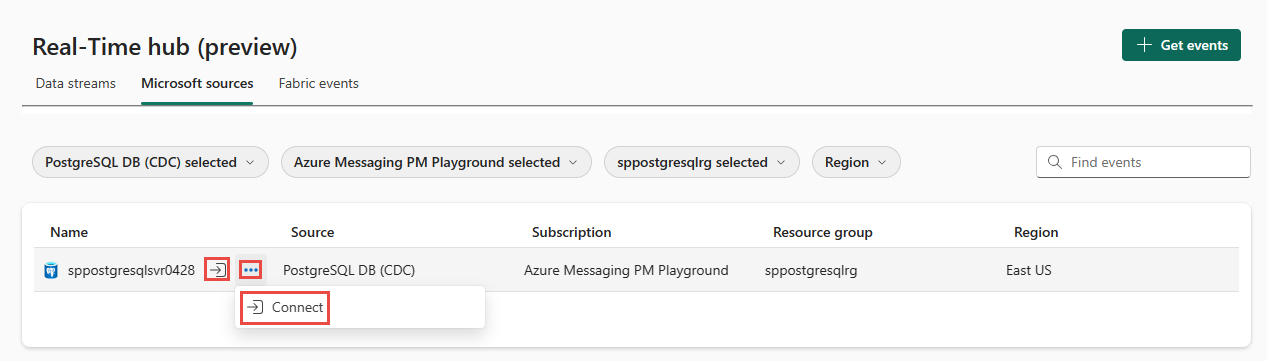 Real-Time hub (preview)
Get events
Data streams Microsoft sources Fabric events
PostgreSQL DB (CDC) selected Azure Messaging PM Playground selected sppostgresqlrg selected Region Find events
Name Source Subscription Resource group Region
sppostgresqlsvr0428 PostgreSQL DB (CDC) Azure Messaging PM Playground sppostgresqlrg East US
Connect